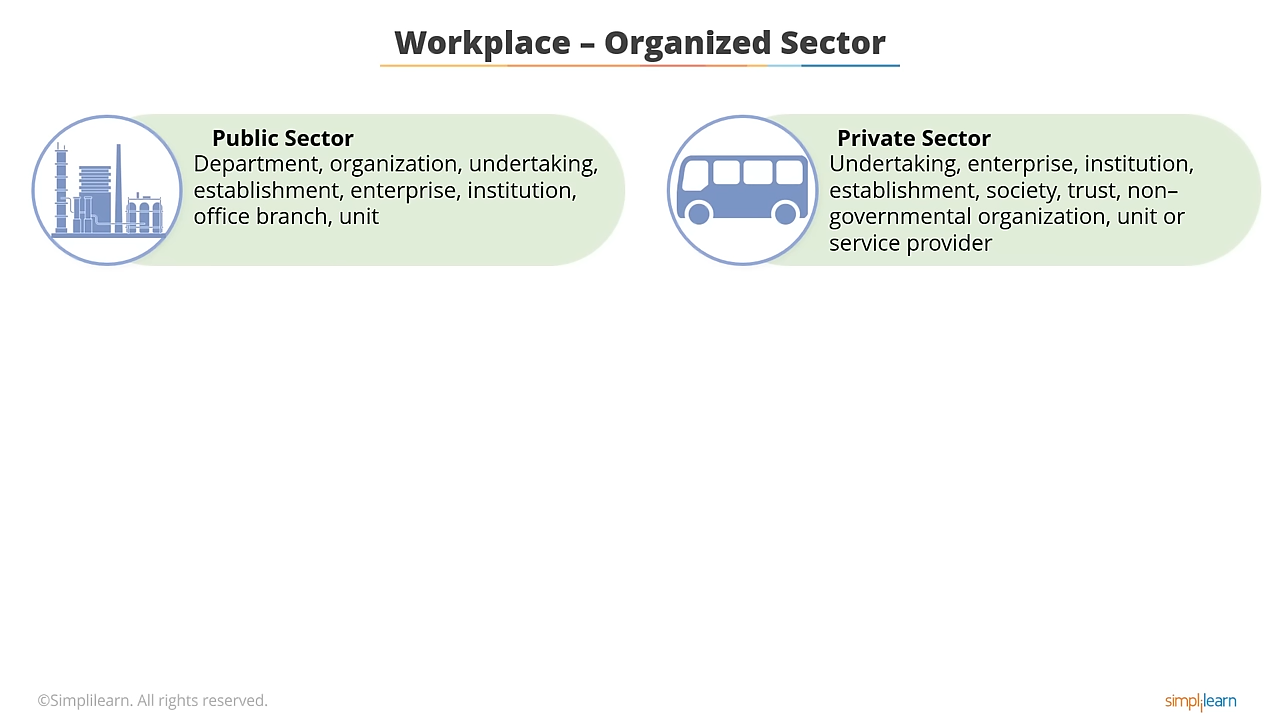 Workplace – Organized Sector
Public Sector
Department, organization, undertaking,
establishment, enterprise, institution,
office branch, unit
Private Sector
Undertaking, enterprise, institution,
establishment, society, trust, non–
governmental organization, unit or
service provider
©Simplilearn. All rights reserved.
simplilearn